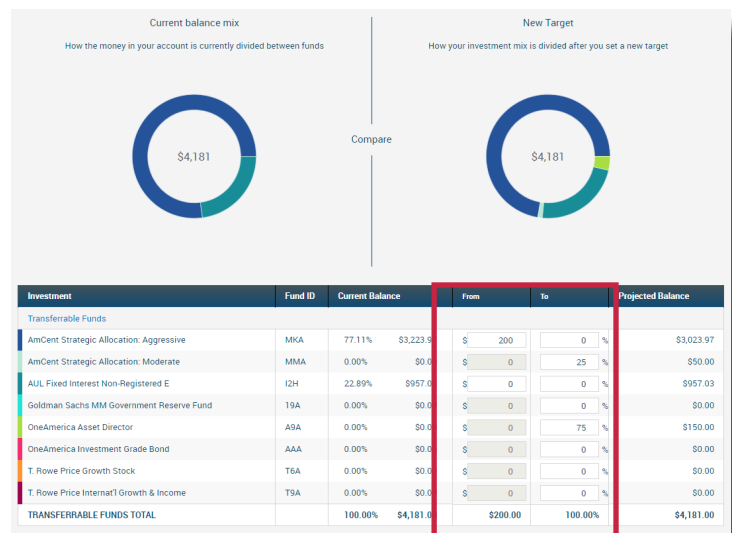 Current balance mix
New Target
How the money in your account is currently divided between funds
How your investment mix is divided after you set a new target
Compare
$4,181
$4,181
Investment Fund ID Current Balance From To Projected Balance
Transferrable Funds
AmCent Strategic Allocation: Aggressive MKA 77.11% $3,223.9 $ 200 0 % $3,023.97
AmCent Strategic Allocation: Moderate MMA 0.00% $0.0 $ 0 25 % $50.00
AUL Fixed Interest Non-Registered E I2H 22.89% $957.0 $ 0 0 % $957.03
Goldman Sachs MM Government Reserve Fund 19A 0.00% $0.0 $ 0 0 % $0.00
OneAmerica Asset Director A9A 0.00% $0.0 $ 0 75 % $150.00
OneAmerica Investment Grade Bond AAA 0.00% $0.0 $ 0 0 % $0.00
T. Rowe Price Growth Stock T6A 0.00% $0.0 $ 0 0 % $0.00
T. Rowe Price Internat'l Growth & Income T9A 0.00% $0.0 $ 0 0 % $0.00
TRANSFERRABLE FUNDS TOTAL 100.00% $4,181.0 $200.00 100.00% $4,181.00